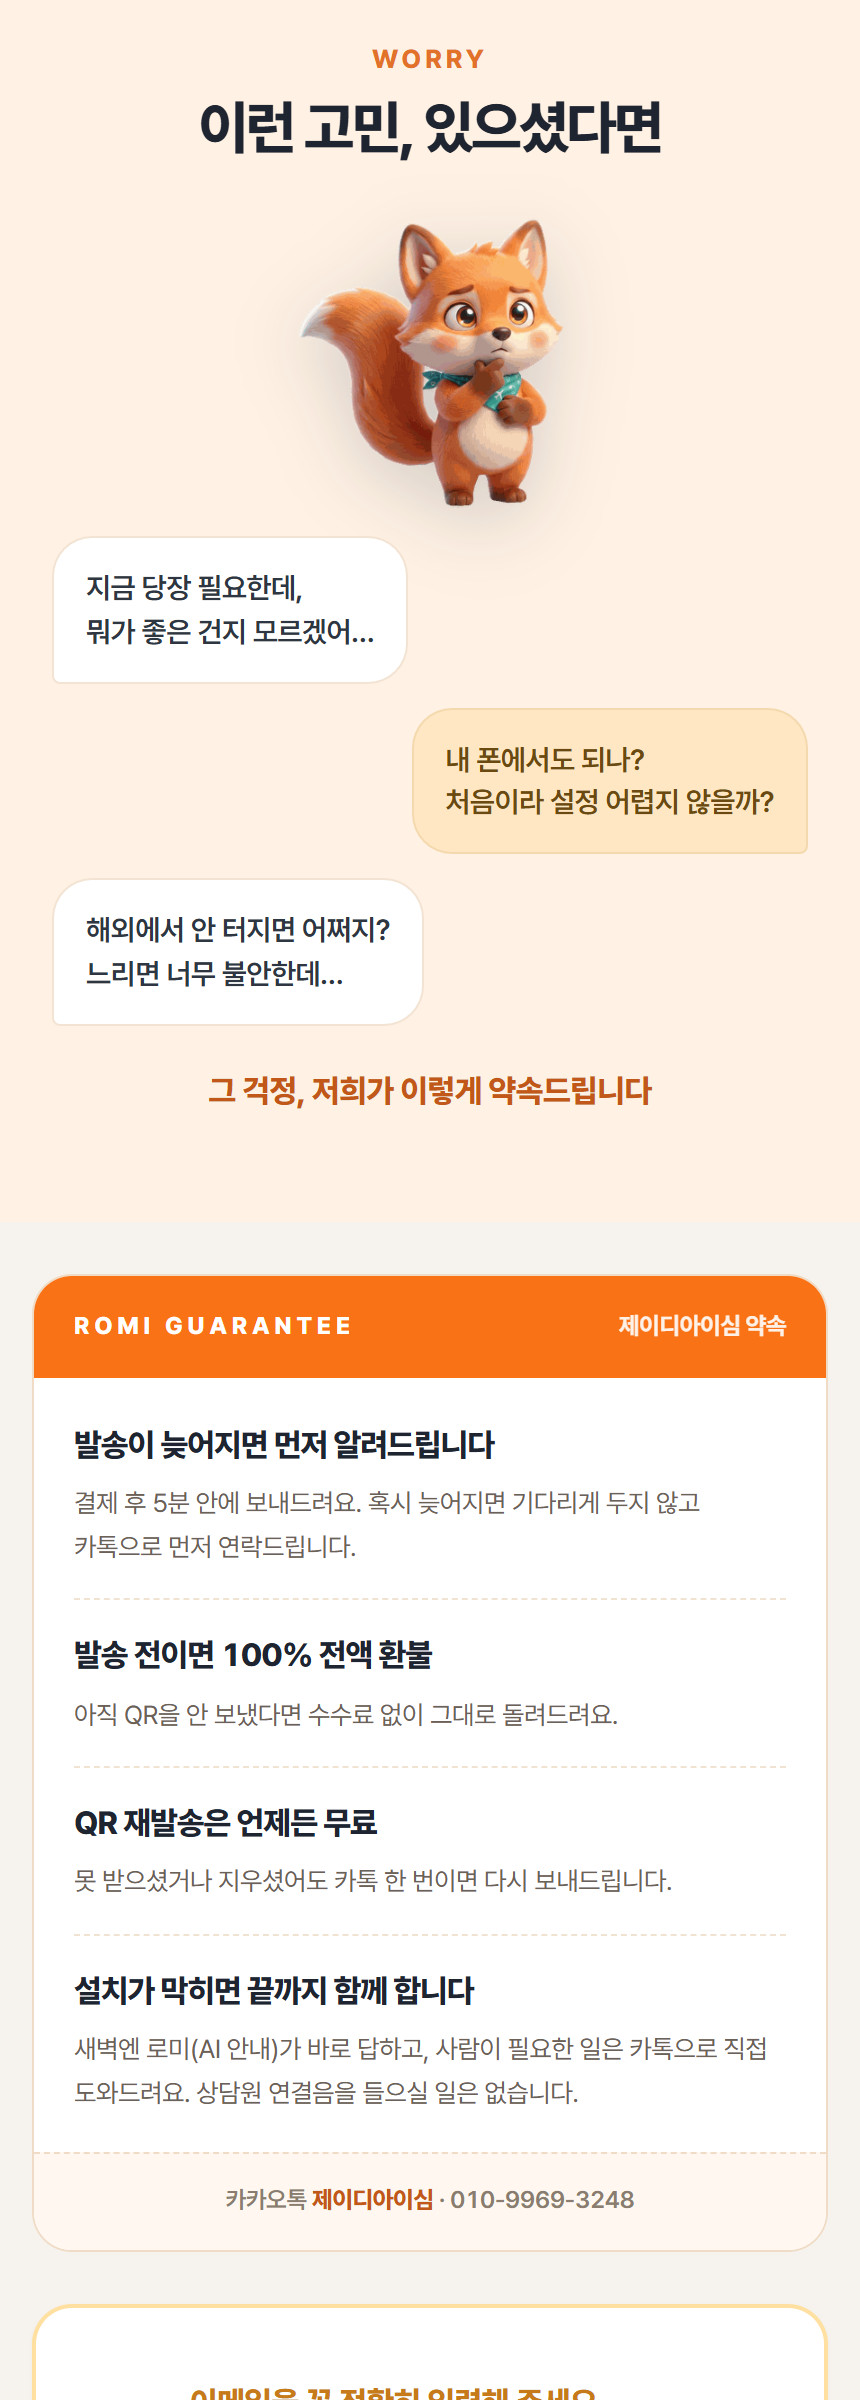 WORRY
이런 고민, 있으셨다면
지금 당장 필요한데,
뭐가 좋은 건지 모르겠어...
내 폰에서도 되나?
처음이라 설정 어렵지 않을까?
해외에서 안 터지면 어쩌지?
느리면 너무 불안한데...
그 걱정, 저희가 이렇게 약속드립니다
ROMI GUARANTEE
제이디아이심 약속
발송이 늦어지면 먼저 알려드립니다
결제 후 5분 안에 보내드려요. 혹시 늦어지면 기다리게 두지 않고
카톡으로 먼저 연락드립니다.
발송 전이면 100% 전액 환불
아직 QR을 안 보냈다면 수수료 없이 그대로 돌려드려요.
QR 재발송은 언제든 무료
못 받으셨거나 지우셨어도 카톡 한 번이면 다시 보내드립니다.
설치가 막히면 끝까지 함께 합니다
새벽엔 로미(AI 안내)가 바로 답하고, 사람이 필요한 일은 카톡으로 직접
도와드려요. 상담원 연결음을 들으실 일은 없습니다.
카카오톡 제이디아이심 · 010-9969-3248
이메일을 꼭 정확히 입력해 주세요